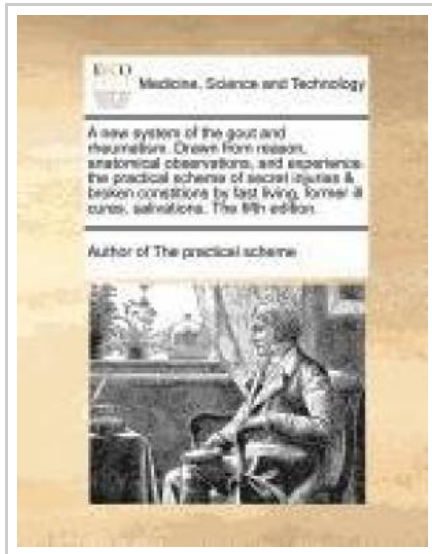 ECCO
Medicine, Science and Technology
A new system of the gout and
rheumatism. Drawn from reason,
anatomical observations, and experience.
the practical scheme of secret injuries &
broken constitions by fast living, former ill
cures, salivations. The fifth edition.
Author of The practical scheme